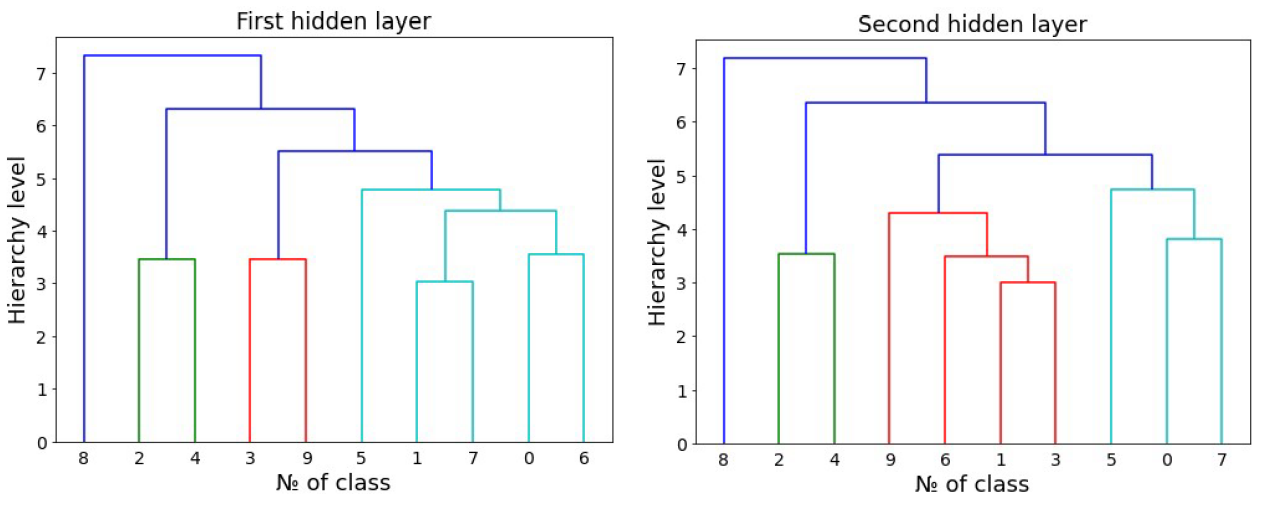 First hidden layer
Hierarchy level
7
6
5
4
3
2
1
0
8 2 4 3 9 5 1 7 0 6
№ of class
Second hidden layer
Hierarchy level
7
6
5
4
3
2
1
0
8 2 4 9 6 1 3 5 0 7
№ of class